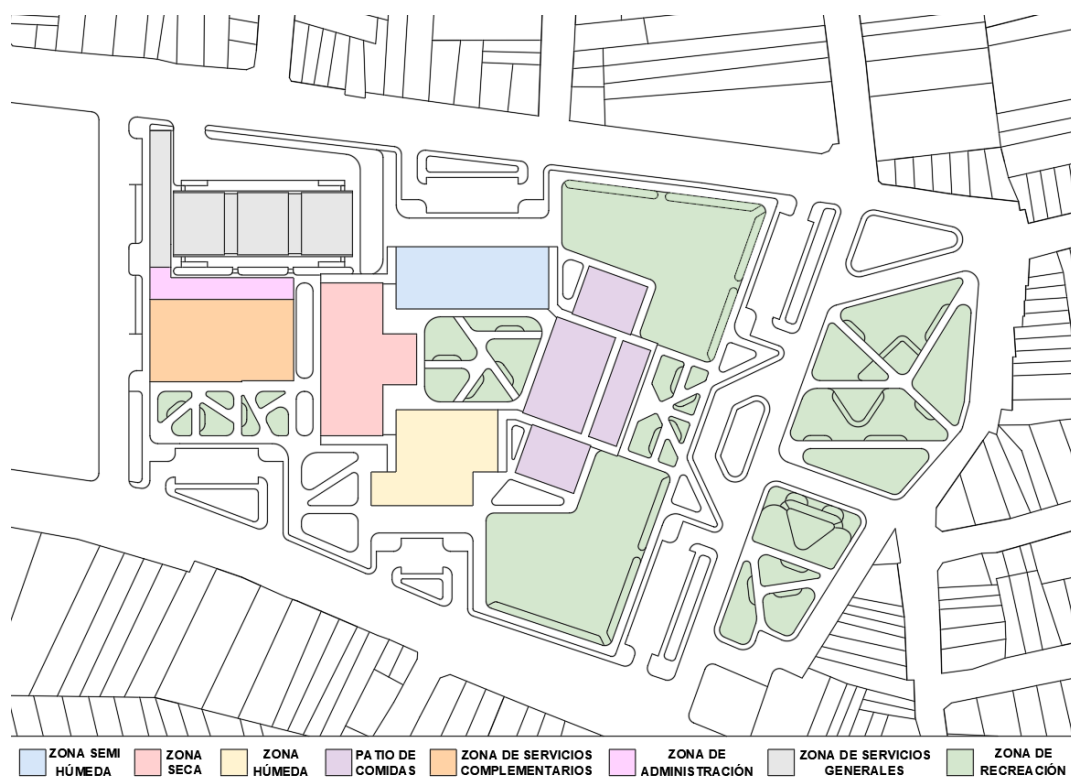 ZONA SEMI
HÚMEDA
ZONA
SECA
ZONA
HÚMEDA
PATIO DE
COMIDAS
ZONA DE SERVICIOS
COMPLEMENTARIOS
ZONA DE
ADMINISTRACIÓN
ZONA DE SERVICIOS
GENERALES
ZONA DE
RECREACIÓN